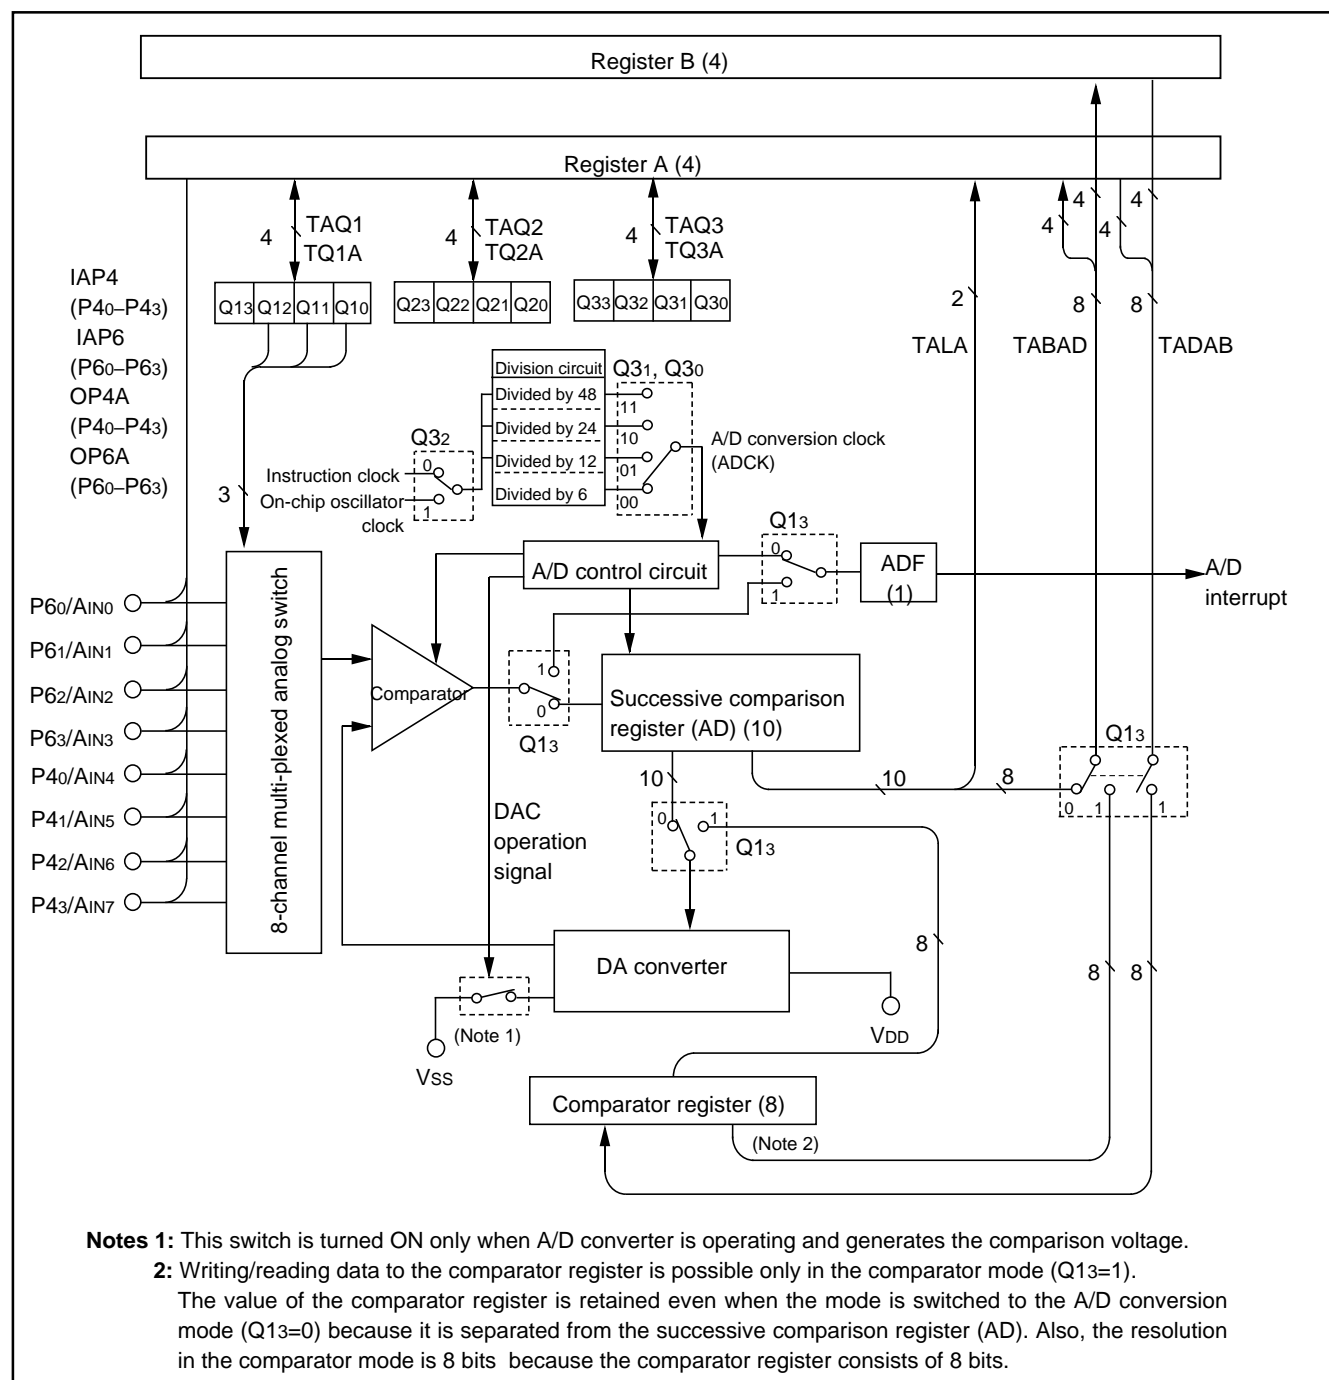 Register B (4)
Register A (4)
4
4
4
4
TAQ1
TQ1A
4
TAQ2
TQ2A
4
TAQ3
TQ3A
4
IAP4
(P40–P43)
IAP6
(P60–P63)
OP4A
(P40–P43)
OP6A
(P60–P63)
Q13 Q12 Q11 Q10
Q23 Q22 Q21 Q20
Q33 Q32 Q31 Q30
2
8
8
TALA
TABAD
TADAB
Division circuit
Divided by 48
Divided by 24
Divided by 12
Divided by 6
Q31, Q30
11
10
01
00
A/D conversion clock
(ADCK)
Q32
0
1
Instruction clock
On-chip oscillator
clock
3
Q13
0
1
A/D control circuit
ADF
(1)
A/D
interrupt
P60/AIN0
P61/AIN1
P62/AIN2
P63/AIN3
P40/AIN4
P41/AIN5
P42/AIN6
P43/AIN7
8-channel multi-plexed analog switch
Comparator
1
0
Q13
Successive comparison
register (AD) (10)
Q13
0
1
1
10
10
8
0
1
Q13
DAC
operation
signal
8
8
8
DA converter
(Note 1)
VSS
VDD
Comparator register (8)
(Note 2)
Notes 1: This switch is turned ON only when A/D converter is operating and generates the comparison voltage.
2: Writing/reading data to the comparator register is possible only in the comparator mode (Q13=1).
The value of the comparator register is retained even when the mode is switched to the A/D conversion
mode (Q13=0) because it is separated from the successive comparison register (AD). Also, the resolution
in the comparator mode is 8 bits because the comparator register consists of 8 bits.